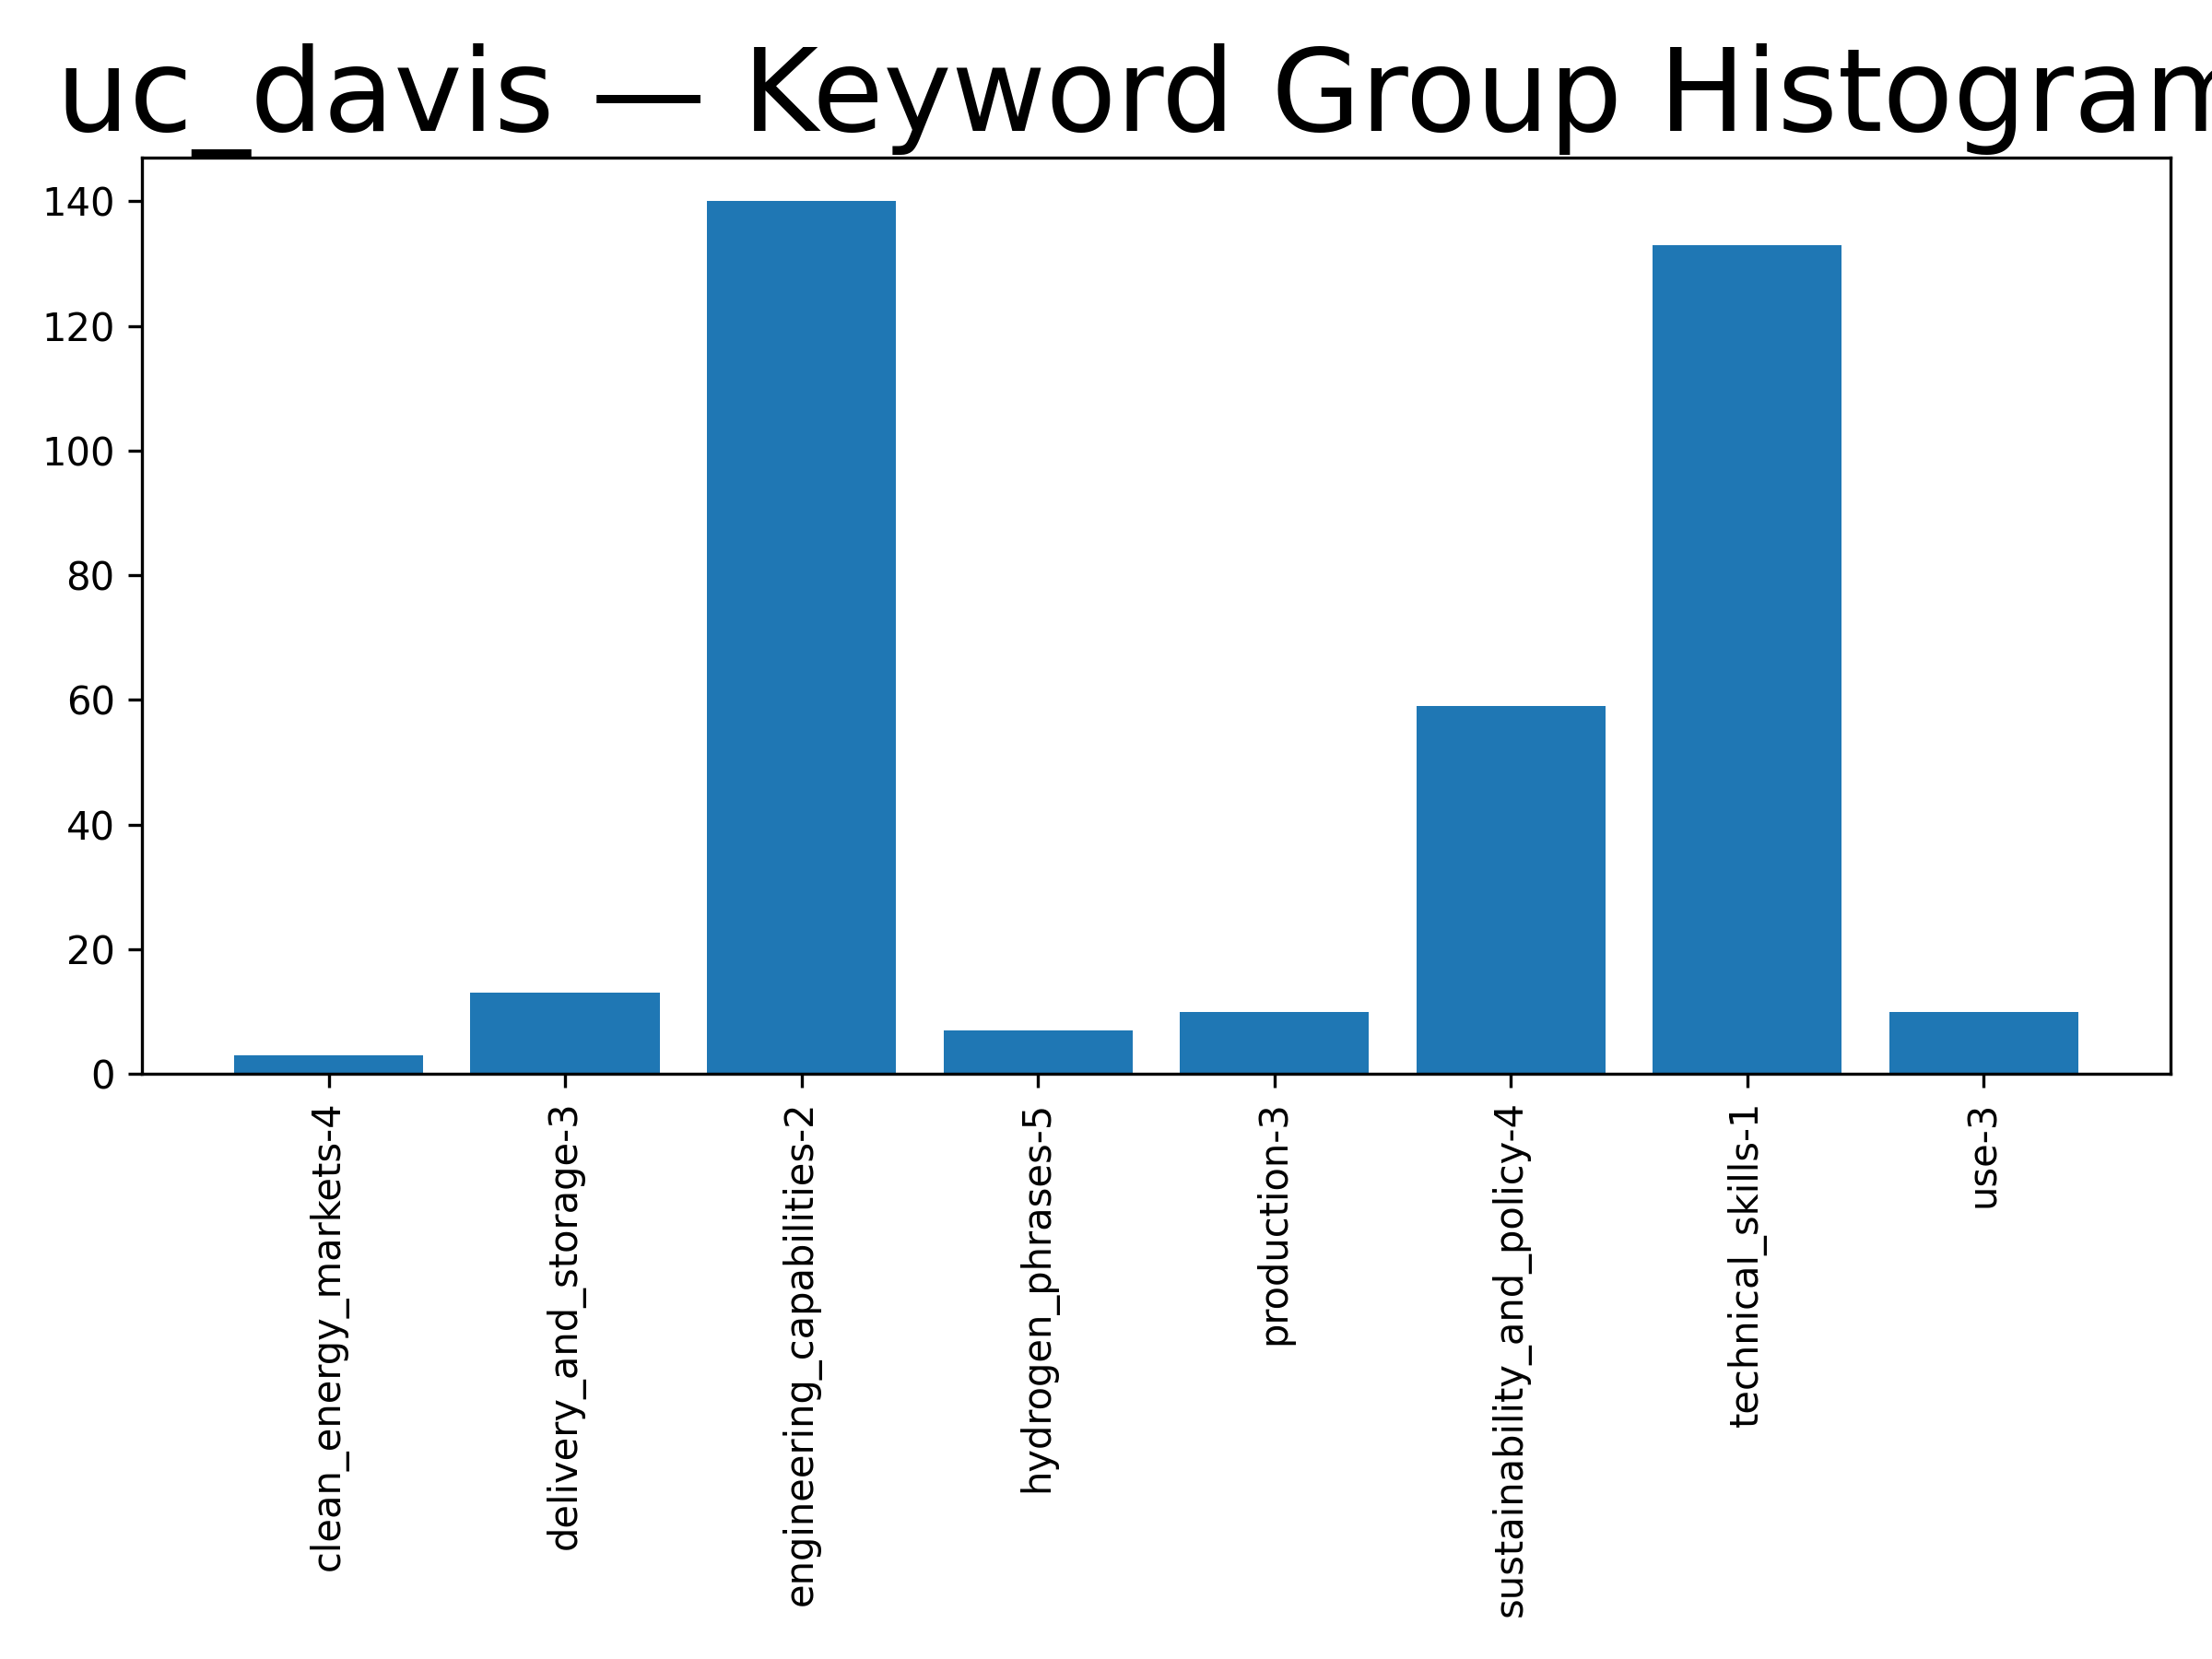 uc_davis — Keyword Group Histogram
140
120
100
80
60
40
20
0
clean_energy_markets-4
delivery_and_storage-3
engineering_capabilities-2
hydrogen_phrases-5
production-3
sustainability_and_policy-4
technical_skills-1
use-3